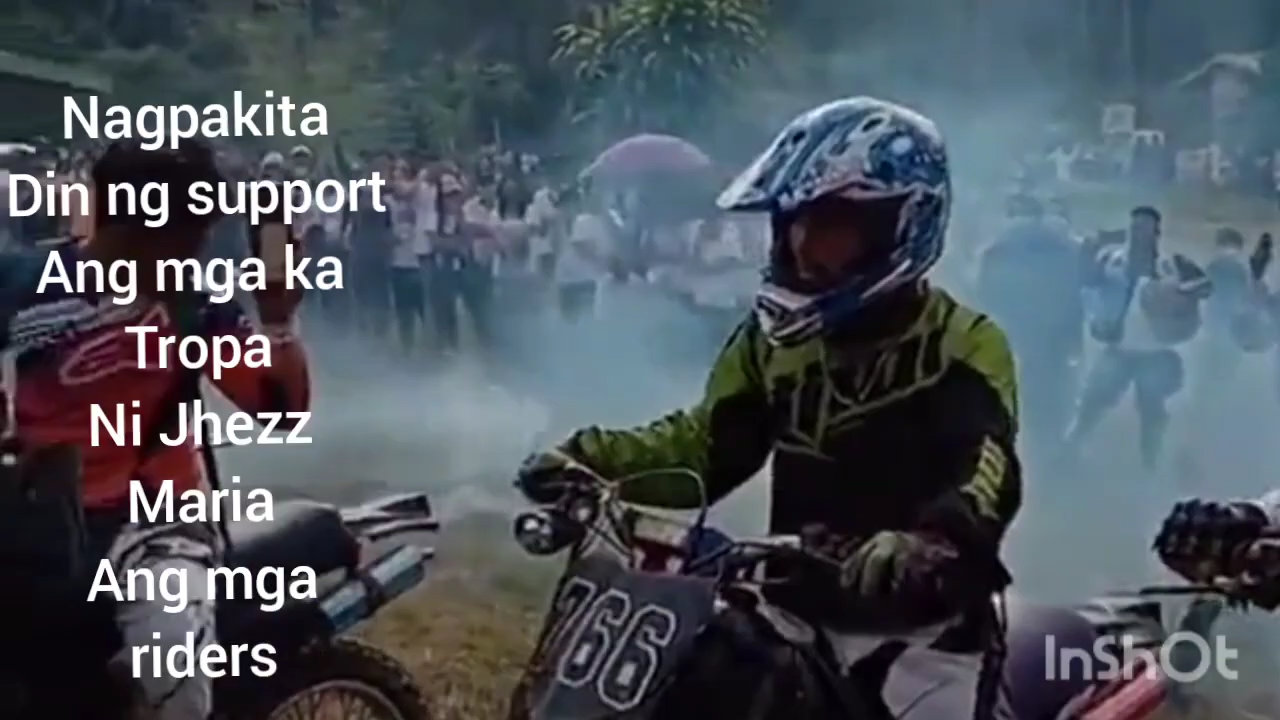 Nagpakita
Din ng support
Ang mga ka
Tropa
Ni Jhezz
Maria
Ang mga
riders
766
InShOt